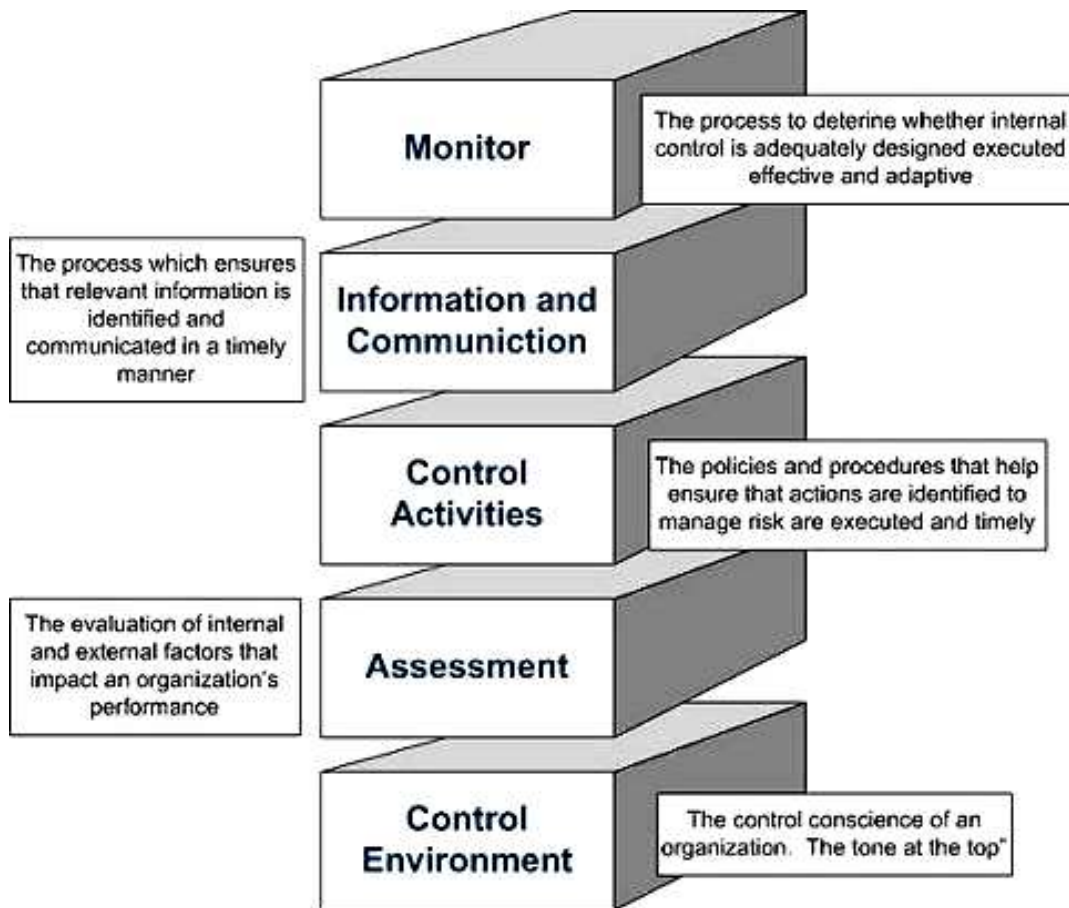 Monitor
The process to deterine whether internal
control is adequately designed executed
effective and adaptive
The process which ensures
that relevant information is
identified and
communicated in a timely
manner
Information and
Communiction
Control
Activities
The policies and procedures that help
ensure that actions are identified to
manage risk are executed and timely
The evaluation of internal
and external factors that
impact an organization's
performance
Assessment
Control
Environment
The control conscience of an
organization. The tone at the top"